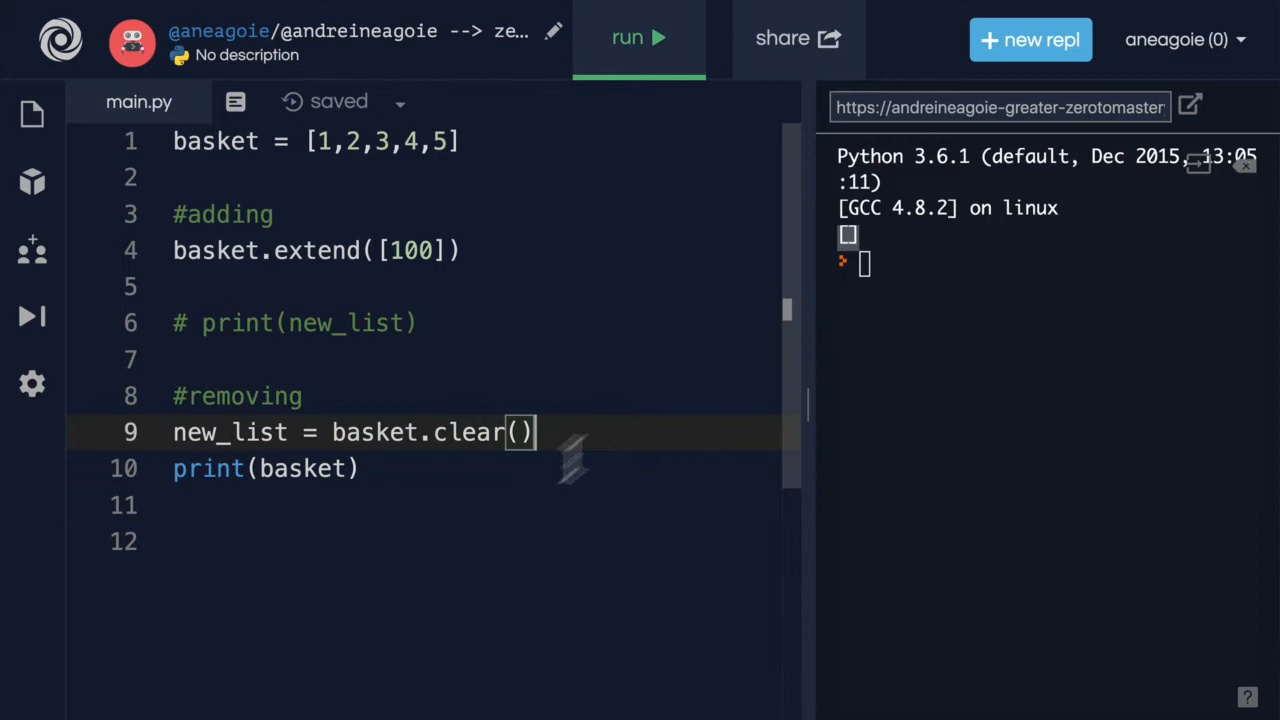 @aneagoie/@andreineagoie --> ze...
No description
run
share
+ new repl
aneagoie (0)
main.py
saved
https://andreineagoie-greater-zerotomaster
1 basket = [1,2,3,4,5]
2
3 #adding
4 basket.extend([100])
5
6 # print(new_list)
7
8 #removing
9 new_list = basket.clear()
10 print(basket)
11
12
Python 3.6.1 (default, Dec 2015, 13:05
:11)
[GCC 4.8.2] on linux
[]
?